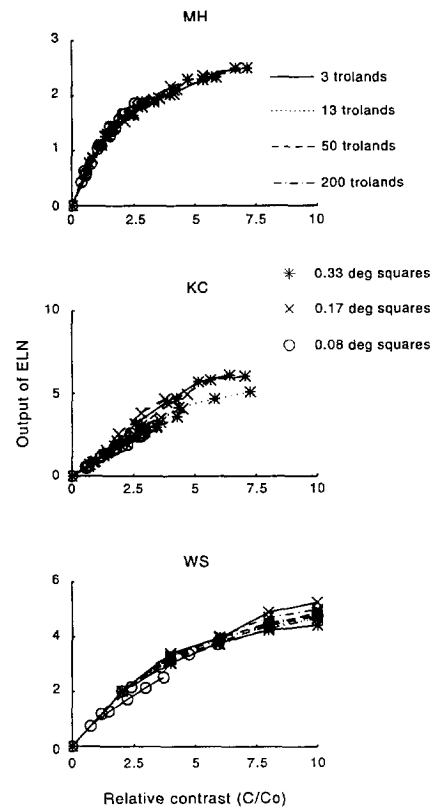 MH
3
2
1
0
0 2.5 5 7.5 10
3 trolands
13 trolands
50 trolands
200 trolands
0.33 deg squares
0.17 deg squares
0.08 deg squares
KC
10
5
0
0 2.5 5 7.5 10
Output of ELN
WS
6
4
2
0
0 2.5 5 7.5 10
Relative contrast (C/Co)